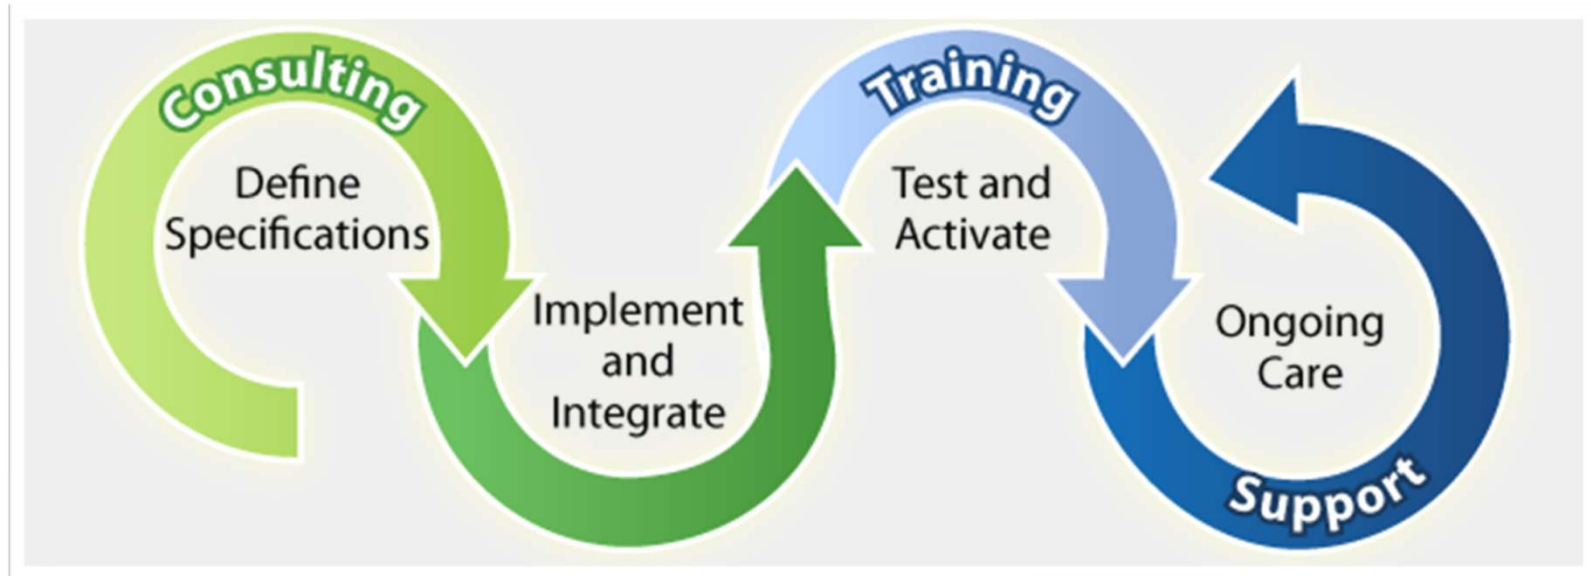 Consulting
Define
Specifications
Implement
and
Integrate
Training
Test and
Activate
Ongoing
Care
Support